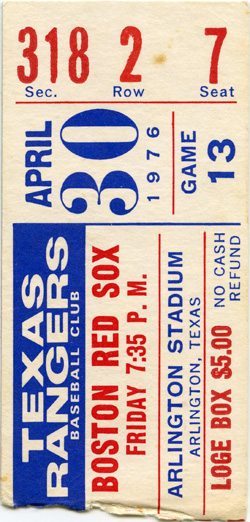 318 2 7
Sec. Row Seat
APRIL
30
1976
GAME
13
TEXAS
RANGERS
BASEBALL CLUB
BOSTON RED SOX
FRIDAY 7:35 P. M.
ARLINGTON STADIUM
ARLINGTON, TEXAS
NO CASH
REFUND
LOGE BOX $5.00